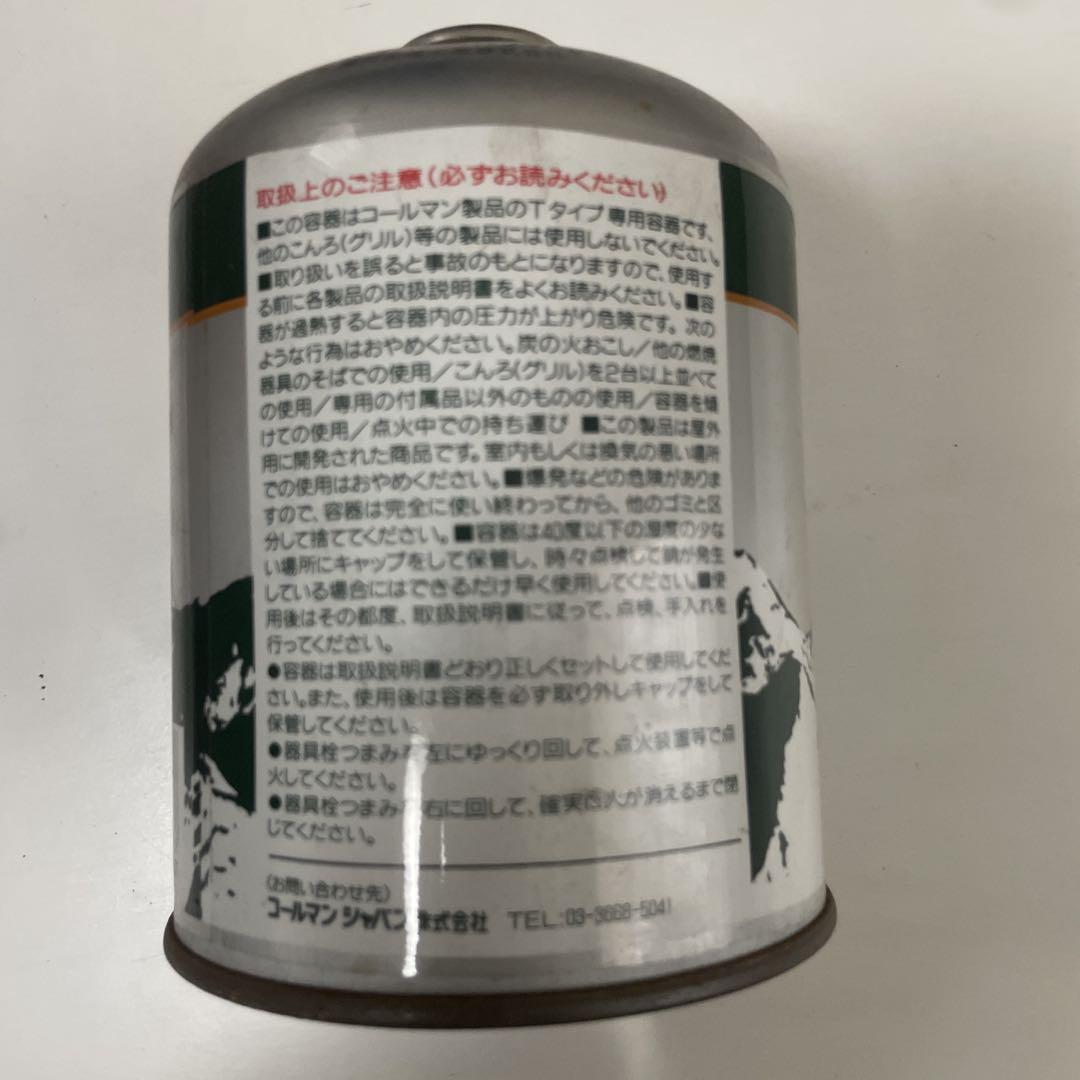 取扱上のご注意(必ずお読みください)
■この容器はコールマン製品のTタイプ専用容器です、
他のこんろ(グリル)等の製品には使用しないでください。
■取り扱いを誤ると事故のもとになりますので、使用す
る前に各製品の取扱説明書をよくお読みください。■容
器が過熱すると容器内の圧力が上がり危険です。次の
ような行為はおやめください。炭の火おこし/他の燃焼
器具のそばでの使用/こんろ(グリル)を2台以上並べて
の使用/専用の付属品以外のものの使用/容器を傾
けての使用/点火中での持ち運び ■この製品は屋外
用に開発された商品です。室内もしくは換気の悪い場所
での使用はおやめください。■爆発などの危険がありま
すので、容器は完全に使い終わってから、他のゴミと区
分して捨ててください。■容器は40度以下の湿度の少な
い場所にキャップをして保管し、時々点検して錆が発生
している場合にはできるだけ早く使用してください。■使
用後はその都度、取扱説明書に従って、点検、手入れを
行ってください。
●容器は取扱説明書どおり正しくセットして使用してくだ
さい。また、使用後は容器を必ず取り外しキャップをして
保管してください。
●器具栓つまみを左にゆっくり回して、点火装置等で点
火してください。
●器具栓つまみを右に回して、確実に火が消えるまで閉
じてください。
(お問い合わせ先)
コールマン ジャパン 株式会社 TEL:03-3668-5041